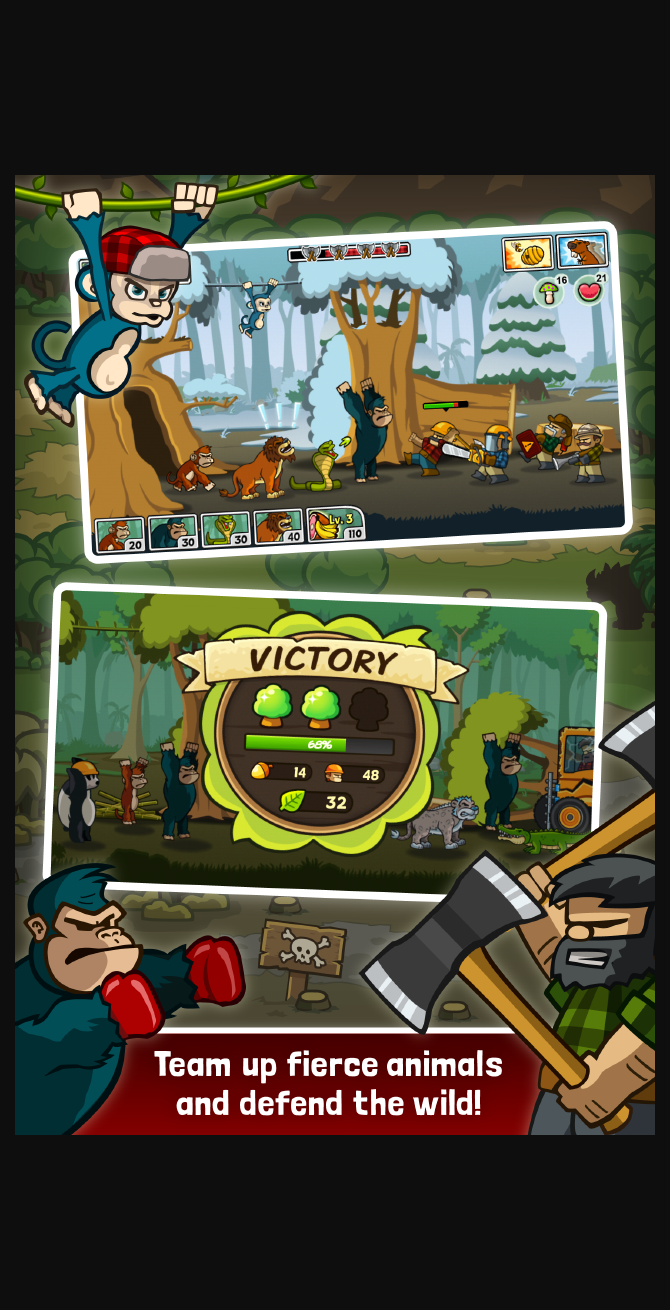 16
21
20
30
30
40
Lv. 3
110
VICTORY
68%
14
48
32
Team up fierce animals
and defend the wild!